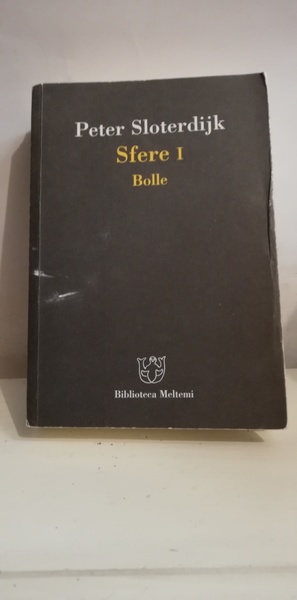 Peter Sloterdijk
Sfere I
Bolle
Biblioteca Meltemi